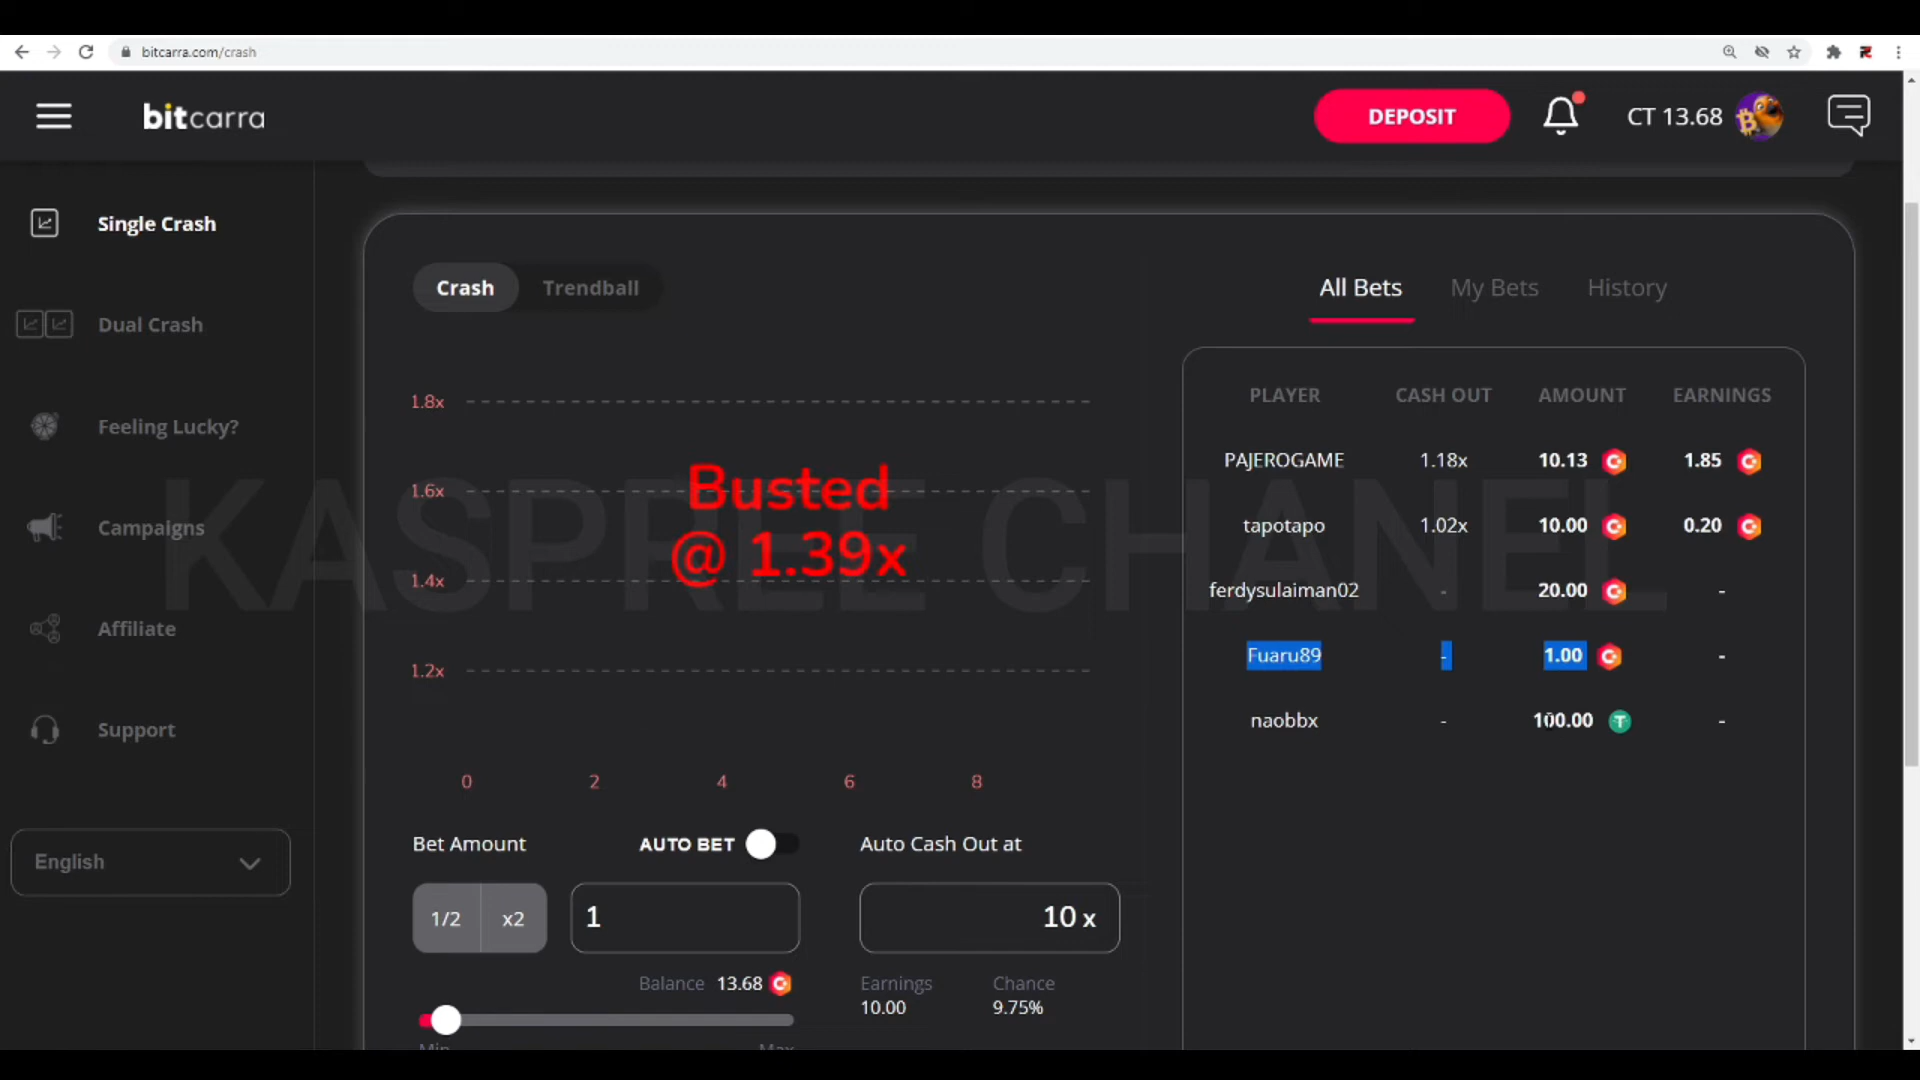 bitcarra.com/crash
bitcarra
DEPOSIT
CT 13.68
Single Crash
Dual Crash
Feeling Lucky?
Campaigns
Affiliate
Support
English
Crash
Trendball
1.8x
1.6x
1.4x
1.2x
Busted
@ 1.39x
0 2 4 6 8
Bet Amount
AUTO BET
Auto Cash Out at
1/2
x2
1
10 x
Balance 13.68
Earnings
10.00
Chance
9.75%
Min
Max
All Bets
My Bets
History
PLAYER CASH OUT AMOUNT EARNINGS
PAJEROGAME 1.18x 10.13 1.85
tapotapo 1.02x 10.00 0.20
ferdysulaiman02 - 20.00 -
Fuaru89 - 1.00 -
naobbx - 100.00 -
KASPREE CHANEL